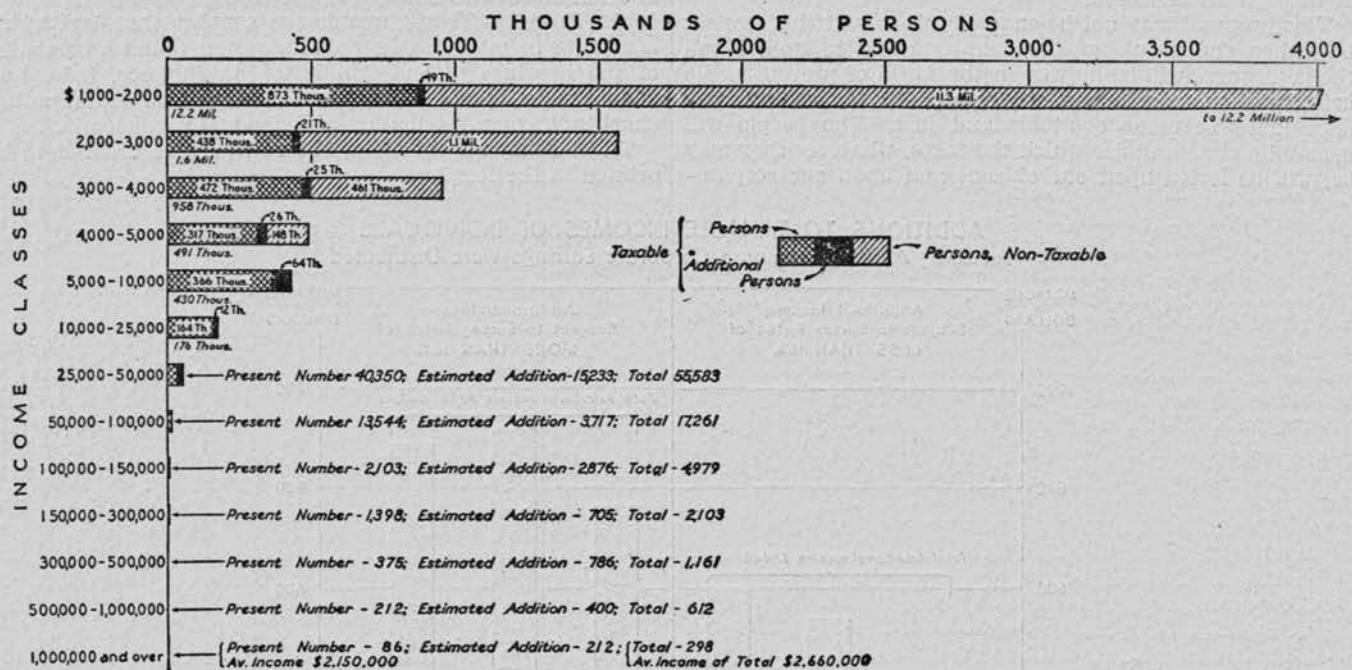 THOUSANDS OF PERSONS
0 500 1,000 1,500 2,000 2,500 3,000 3,500 4,000
$1,000-2,000 873 Thous. 19 Th. 11.3 Mil.
12.2 Mil. to 12.2 Million
2,000-3,000 438 Thous. 21 Th. 1.1 Mil.
1.6 Mil.
3,000-4,000 472 Thous. 25 Th. 461 Thous.
958 Thous.
4,000-5,000 317 Thous. 26 Th. 148 Th.
491 Thous.
Taxable Persons
Additional Persons
Persons, Non-Taxable
5,000-10,000 366 Thous. 64 Th.
430 Thous.
10,000-25,000 164 Th. 12 Th.
176 Thous.
25,000-50,000 Present Number 40,350; Estimated Addition-15,233; Total 55,583
50,000-100,000 Present Number 13,544; Estimated Addition-3,717; Total 17,261
100,000-150,000 Present Number-2,103; Estimated Addition-2,876; Total-4,979
150,000-300,000 Present Number-1,398; Estimated Addition-705; Total-2,103
300,000-500,000 Present Number-375; Estimated Addition-786; Total-1,161
500,000-1,000,000 Present Number-212; Estimated Addition-400; Total-612
1,000,000 and over Present Number-86; Estimated Addition-212; Total-298
Av. Income $2,150,000 Av. Income of Total $2,660,000
INCOME CLASSES